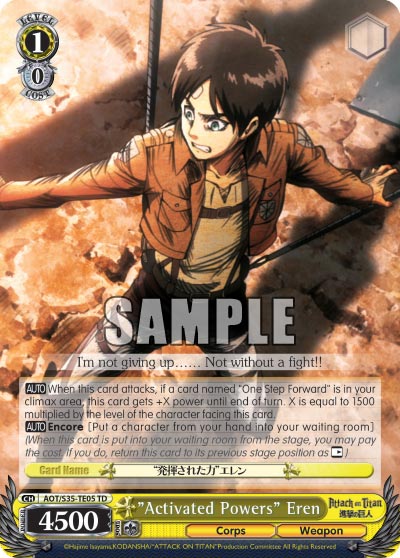 LEVEL
1
0
COST
SAMPLE
I'm not giving up...... Not without a fight!!
AUTO When this card attacks, if a card named "One Step Forward" is in your
climax area, this card gets +X power until end of turn. X is equal to 1500
multiplied by the level of the character facing this card.
AUTO Encore [Put a character from your hand into your waiting room]
(When this card is put into your waiting room from the stage, you may pay
the cost. If you do, return this card to its previous stage position as )
Card Name
“発揮された力”エレン
CH
AOT/S35-TE05 TD
"Activated Powers" Eren
Attack on Titan
進撃の巨人
POWER
4500
SOUL
Corps
Weapon
©Hajime Isayama,KODANSHA/"ATTACK ON TITAN"Production Committee. All Rights Reserved